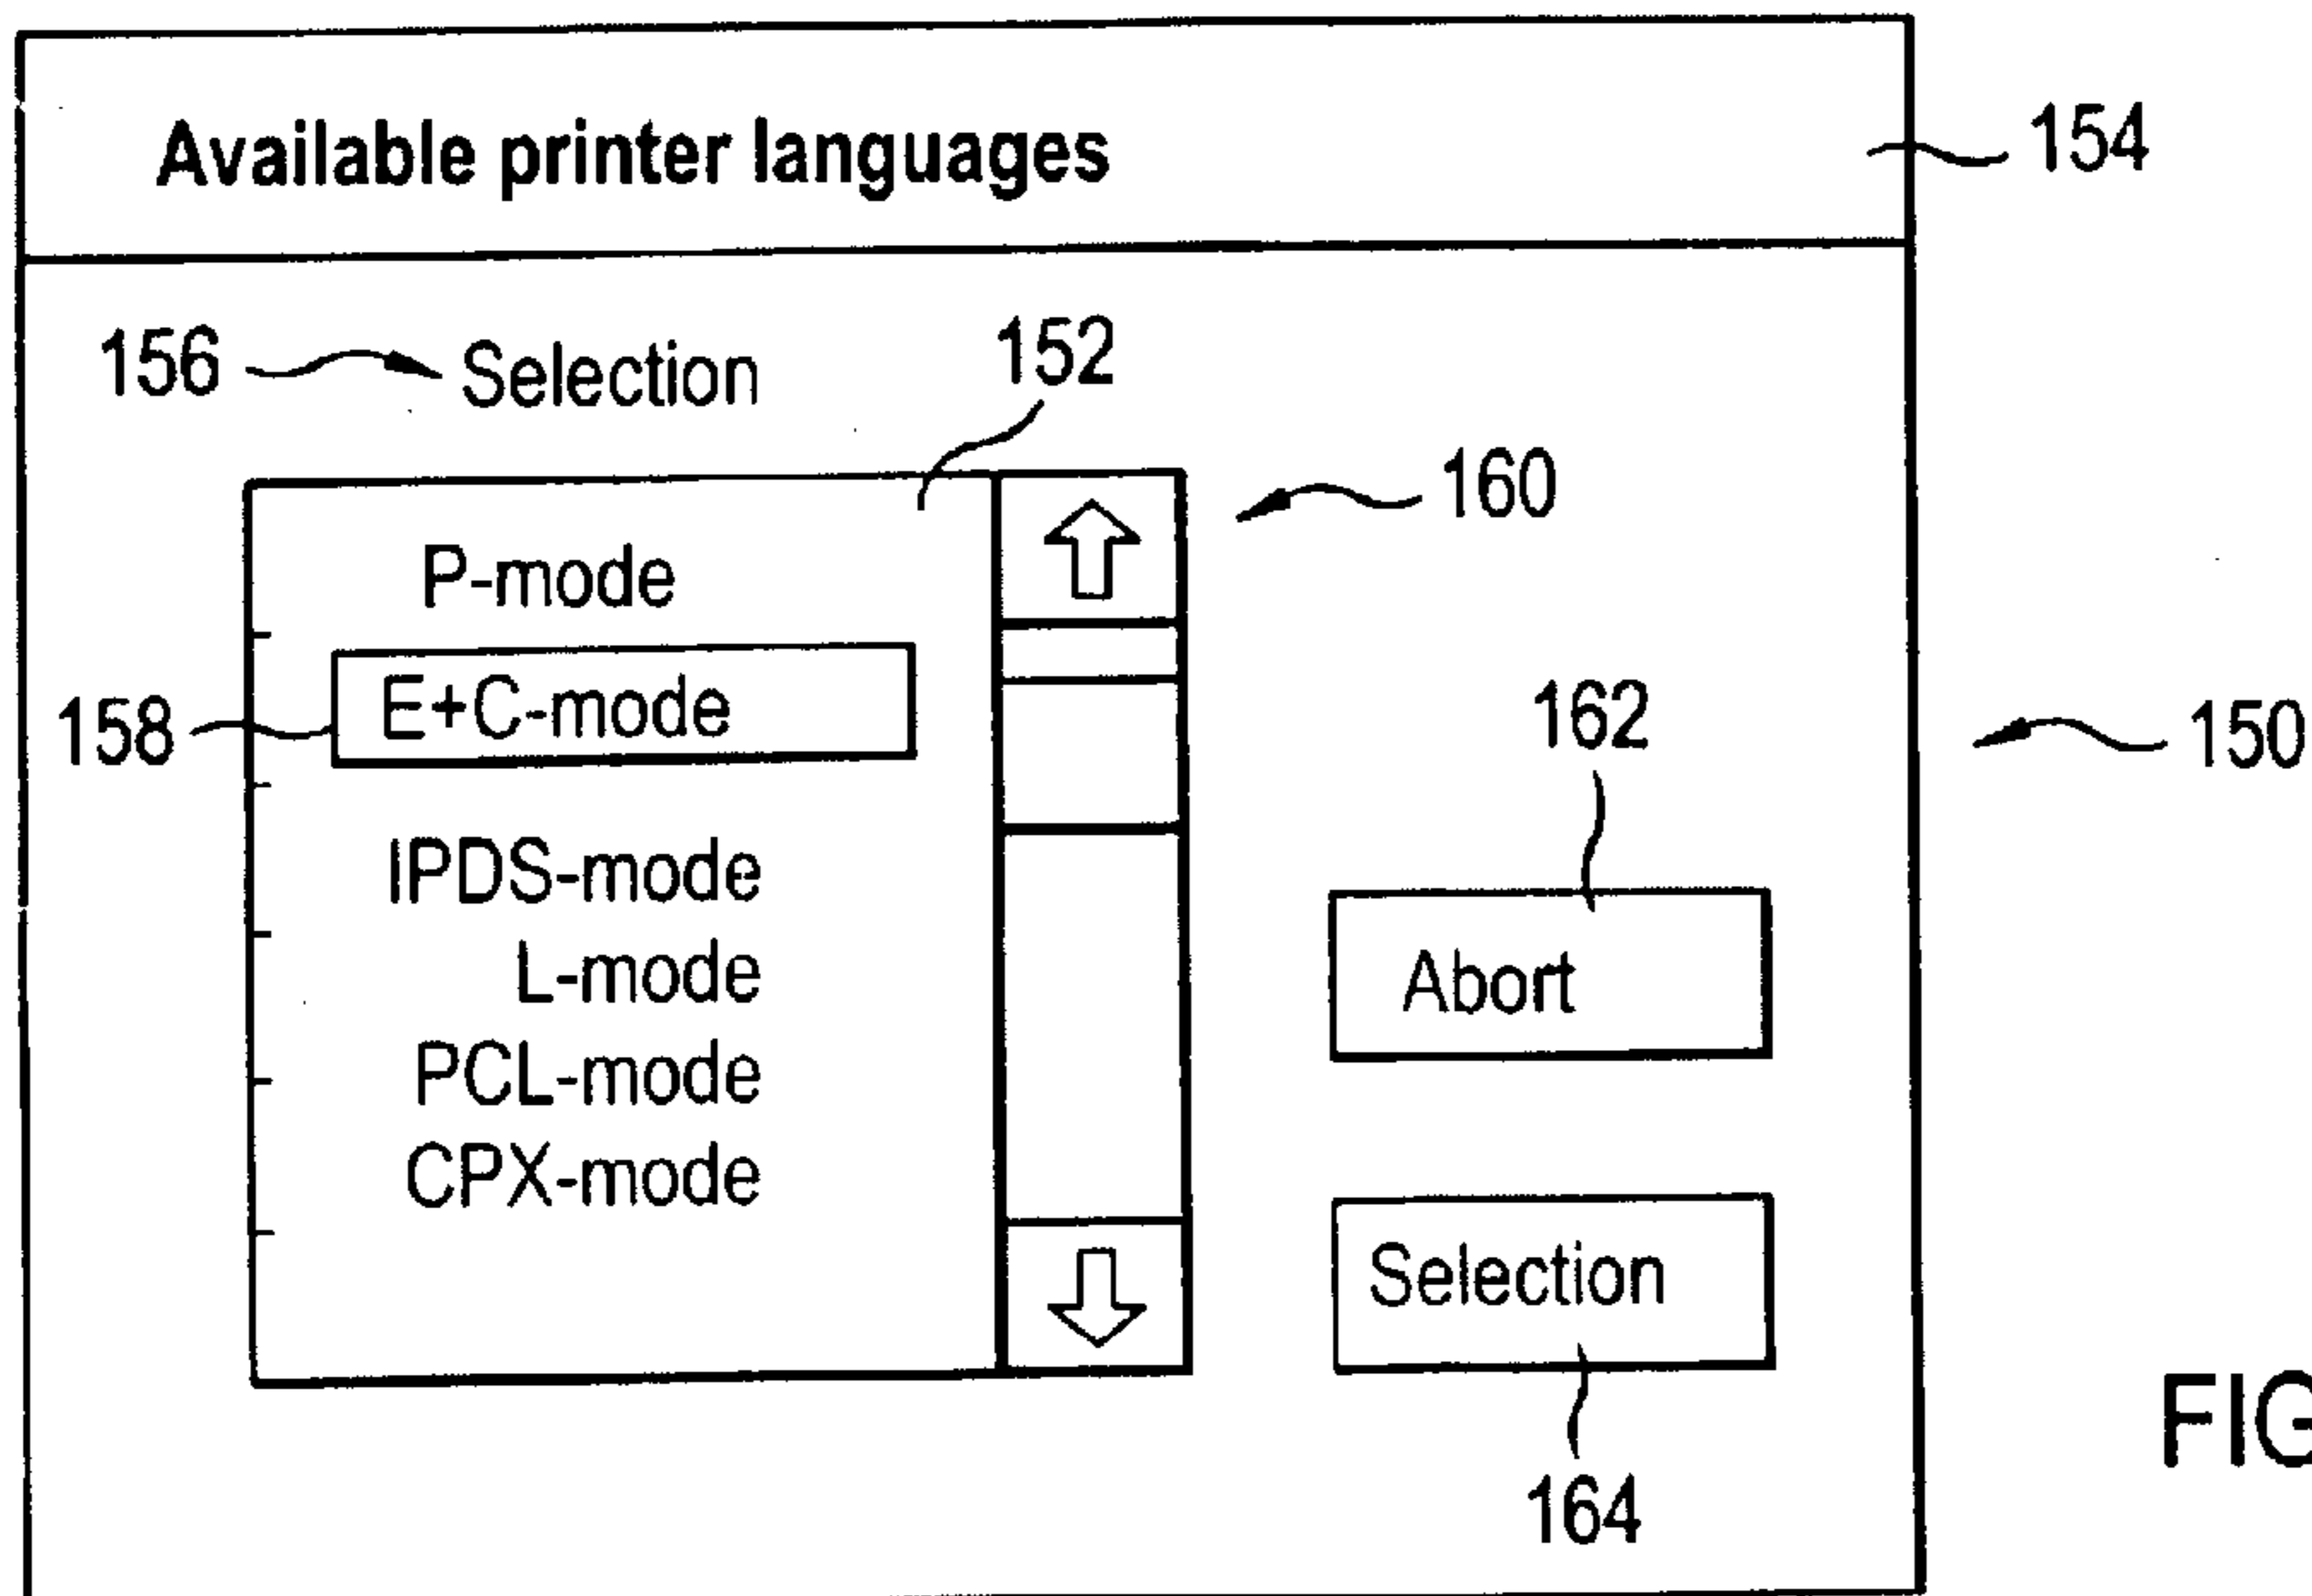 Available printer languages
154
156
Selection
152
160
P-mode
158
E+C-mode
162
150
IPDS-mode
L-mode
Abort
PCL-mode
CPX-mode
Selection
164
FIG